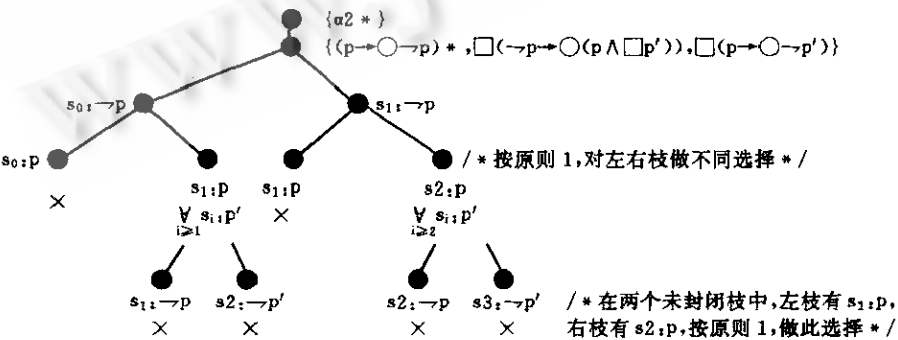 {α2 *}
{(p→○¬p) *,□(¬p→○(p∧□p′)),□(p→○¬p′)}
s₀:¬p s₁:¬p
s₀:p /*按原则 1,对左右枝做不同选择*/
s₁:p s₁:p s2:p
× ∀ sᵢ:p′ × ∀ sᵢ:p′
i⩾1 i⩾2
s₁:¬p s2:¬p′ s2:¬p s3:¬p′ /*在两个未封闭枝中,左枝有 s₁:p,
× × × × 右枝有 s2:p,按原则 1,做此选择*/